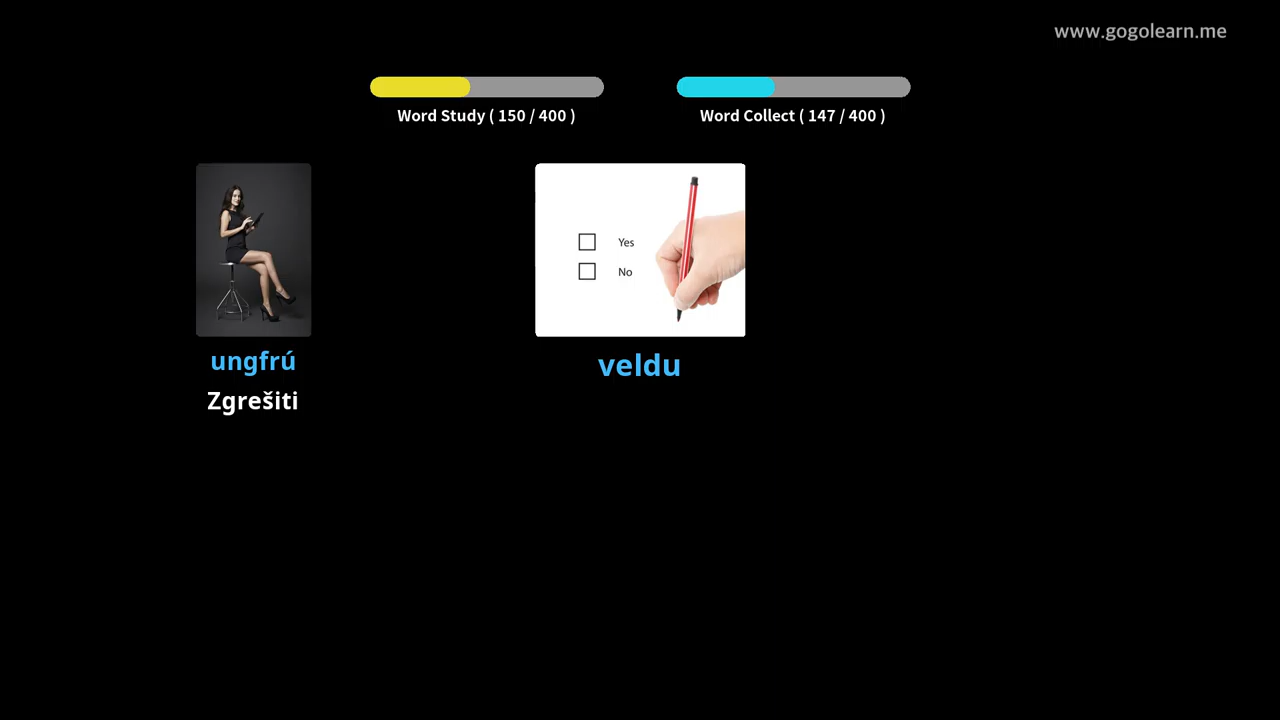 www.gogolearn.me
Word Study ( 150 / 400 )
Word Collect ( 147 / 400 )
Yes
No
ungfrú
veldu
Zgrešiti